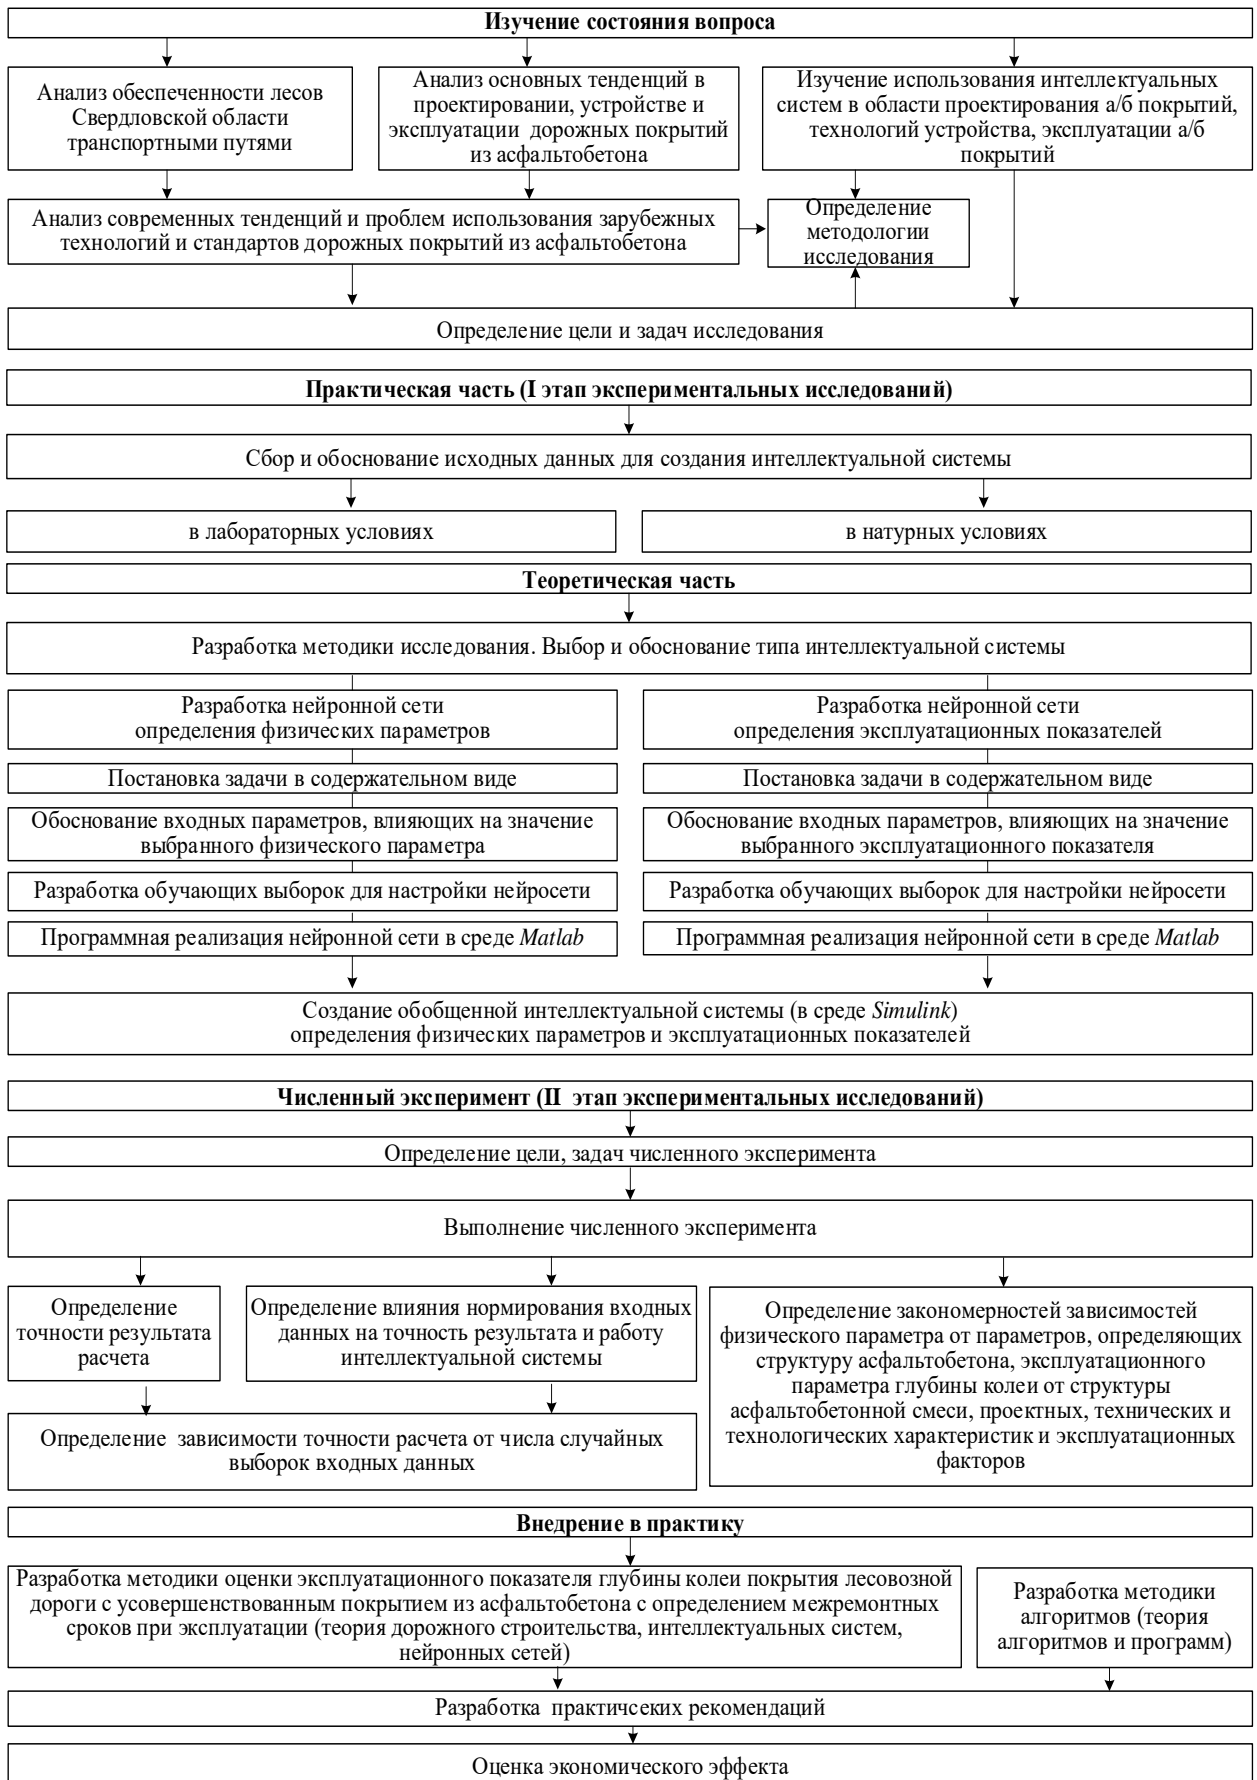 Изучение состояния вопроса
Анализ обеспеченности лесов
Свердловской области
транспортными путями
Анализ основных тенденций в
проектировании, устройстве и
эксплуатации дорожных покрытий
из асфальтобетона
Изучение использования интеллектуальных
систем в области проектирования а/б покрытий,
технологий устройства, эксплуатации а/б
покрытий
Анализ современных тенденций и проблем использования зарубежных
технологий и стандартов дорожных покрытий из асфальтобетона
Определение
методологии
исследования
Определение цели и задач исследования
Практическая часть (I этап экспериментальных исследований)
Сбор и обоснование исходных данных для создания интеллектуальной системы
в лабораторных условиях
в натурных условиях
Теоретическая часть
Разработка методики исследования. Выбор и обоснование типа интеллектуальной системы
Разработка нейронной сети
определения физических параметров
Разработка нейронной сети
определения эксплуатационных показателей
Постановка задачи в содержательном виде
Постановка задачи в содержательном виде
Обоснование входных параметров, влияющих на значение
выбранного физического параметра
Обоснование входных параметров, влияющих на значение
выбранного эксплуатационного показателя
Разработка обучающих выборок для настройки нейросети
Разработка обучающих выборок для настройки нейросети
Программная реализация нейронной сети в среде Matlab
Программная реализация нейронной сети в среде Matlab
Создание обобщенной интеллектуальной системы (в среде Simulink)
определения физических параметров и эксплуатационных показателей
Численный эксперимент (II этап экспериментальных исследований)
Определение цели, задач численного эксперимента
Выполнение численного эксперимента
Определение
точности результата
расчета
Определение влияния нормирования входных
данных на точность результата и работу
интеллектуальной системы
Определение закономерностей зависимостей
физического параметра от параметров, определяющих
структуру асфальтобетона, эксплуатационного
параметра глубины колеи от структуры
асфальтобетонной смеси, проектных, технических и
технологических характеристик и эксплуатационных
факторов
Определение зависимости точности расчета от числа случайных
выборок входных данных
Внедрение в практику
Разработка методики оценки эксплуатационного показателя глубины колеи покрытия лесовозной
дороги с усовершенствованным покрытием из асфальтобетона с определением межремонтных
сроков при эксплуатации (теория дорожного строительства, интеллектуальных систем,
нейронных сетей)
Разработка методики
алгоритмов (теория
алгоритмов и программ)
Разработка практичсеких рекомендаций
Оценка экономического эффекта